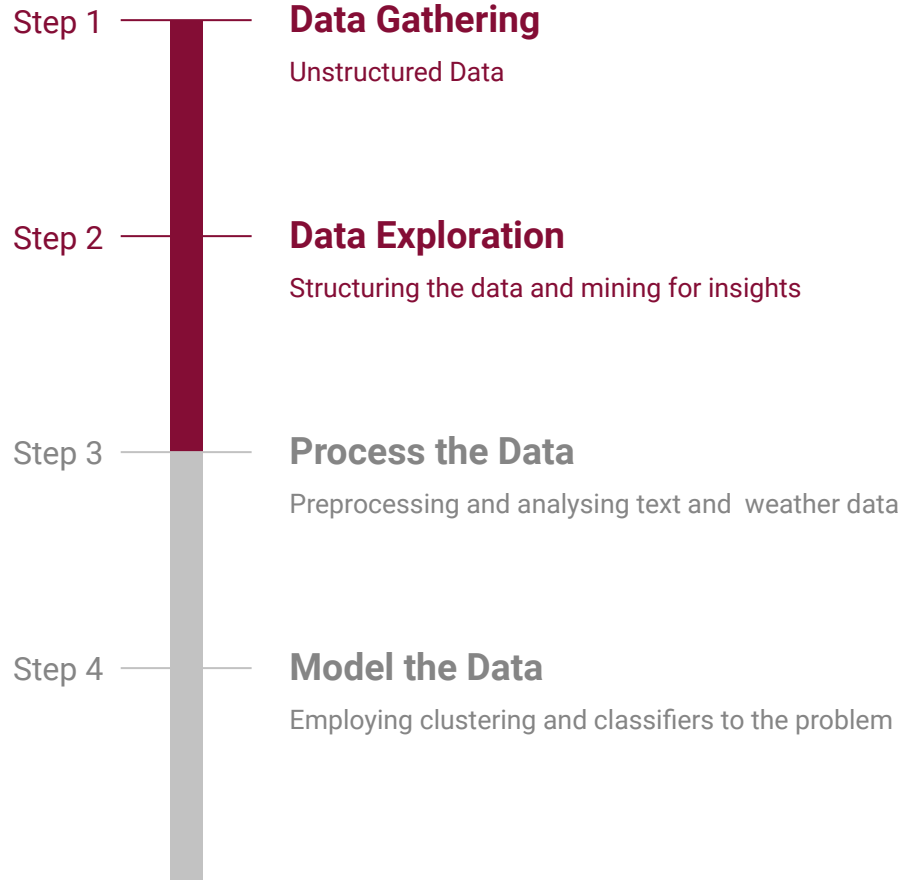 Step 1
Data Gathering
Unstructured Data
Step 2
Data Exploration
Structuring the data and mining for insights
Step 3
Process the Data
Preprocessing and analysing text and  weather data
Step 4
Model the Data
Employing clustering and classifiers to the problem